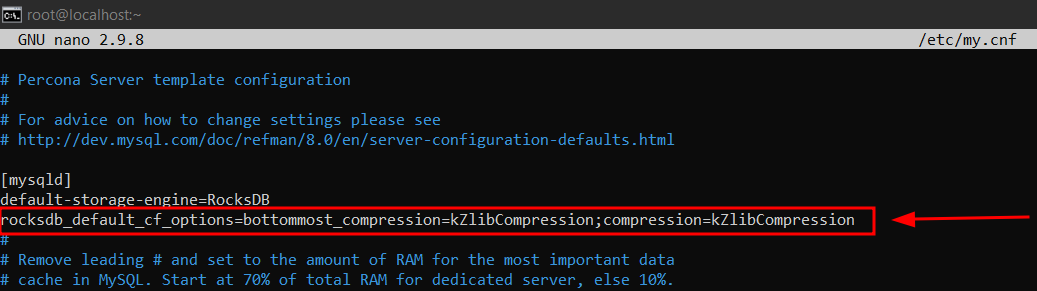 root@localhost:~
GNU nano 2.9.8 /etc/my.cnf
# Percona Server template configuration
#
# For advice on how to change settings please see
# http://dev.mysql.com/doc/refman/8.0/en/server-configuration-defaults.html
[mysqld]
default-storage-engine=RocksDB
rocksdb_default_cf_options=bottommost_compression=kZlibCompression;compression=kZlibCompression
#
# Remove leading # and set to the amount of RAM for the most important data
# cache in MySQL. Start at 70% of total RAM for dedicated server, else 10%.